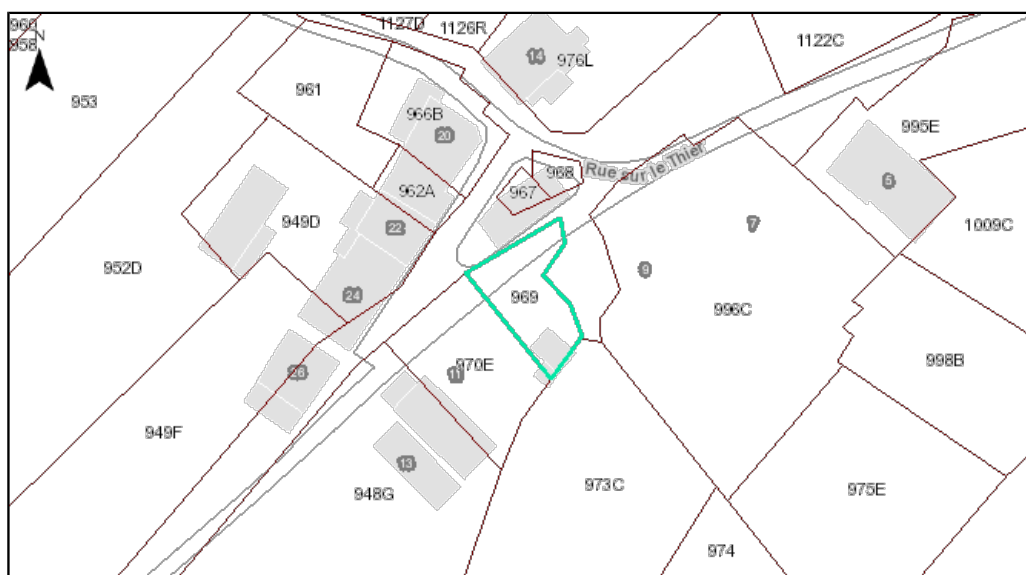 960
N
958
1127D
1126R
1122C
14
976L
953
961
966B
20
995E
Rue sur le Thier
968
967
962A
5
949D
22
7
1009C
952D
9
24
969
996C
998B
970E
11
26
949F
13
948G
973C
975E
974